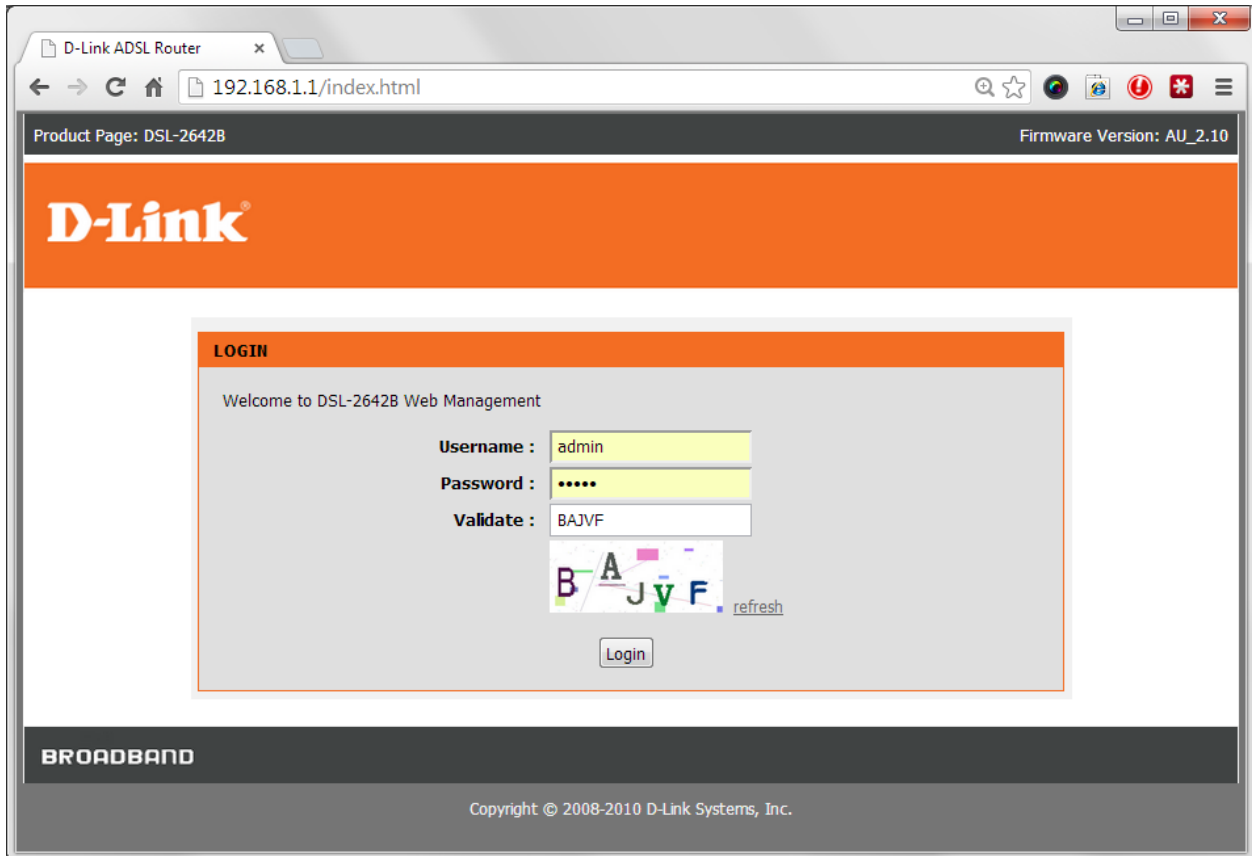 D-Link ADSL Router
192.168.1.1/index.html
Product Page: DSL-2642B Firmware Version: AU_2.10
D-Link®
LOGIN
Welcome to DSL-2642B Web Management
Username : admin
Password : •••••
Validate : BAJVF
B A J V F refresh
Login
BROADBAND
Copyright © 2008-2010 D-Link Systems, Inc.